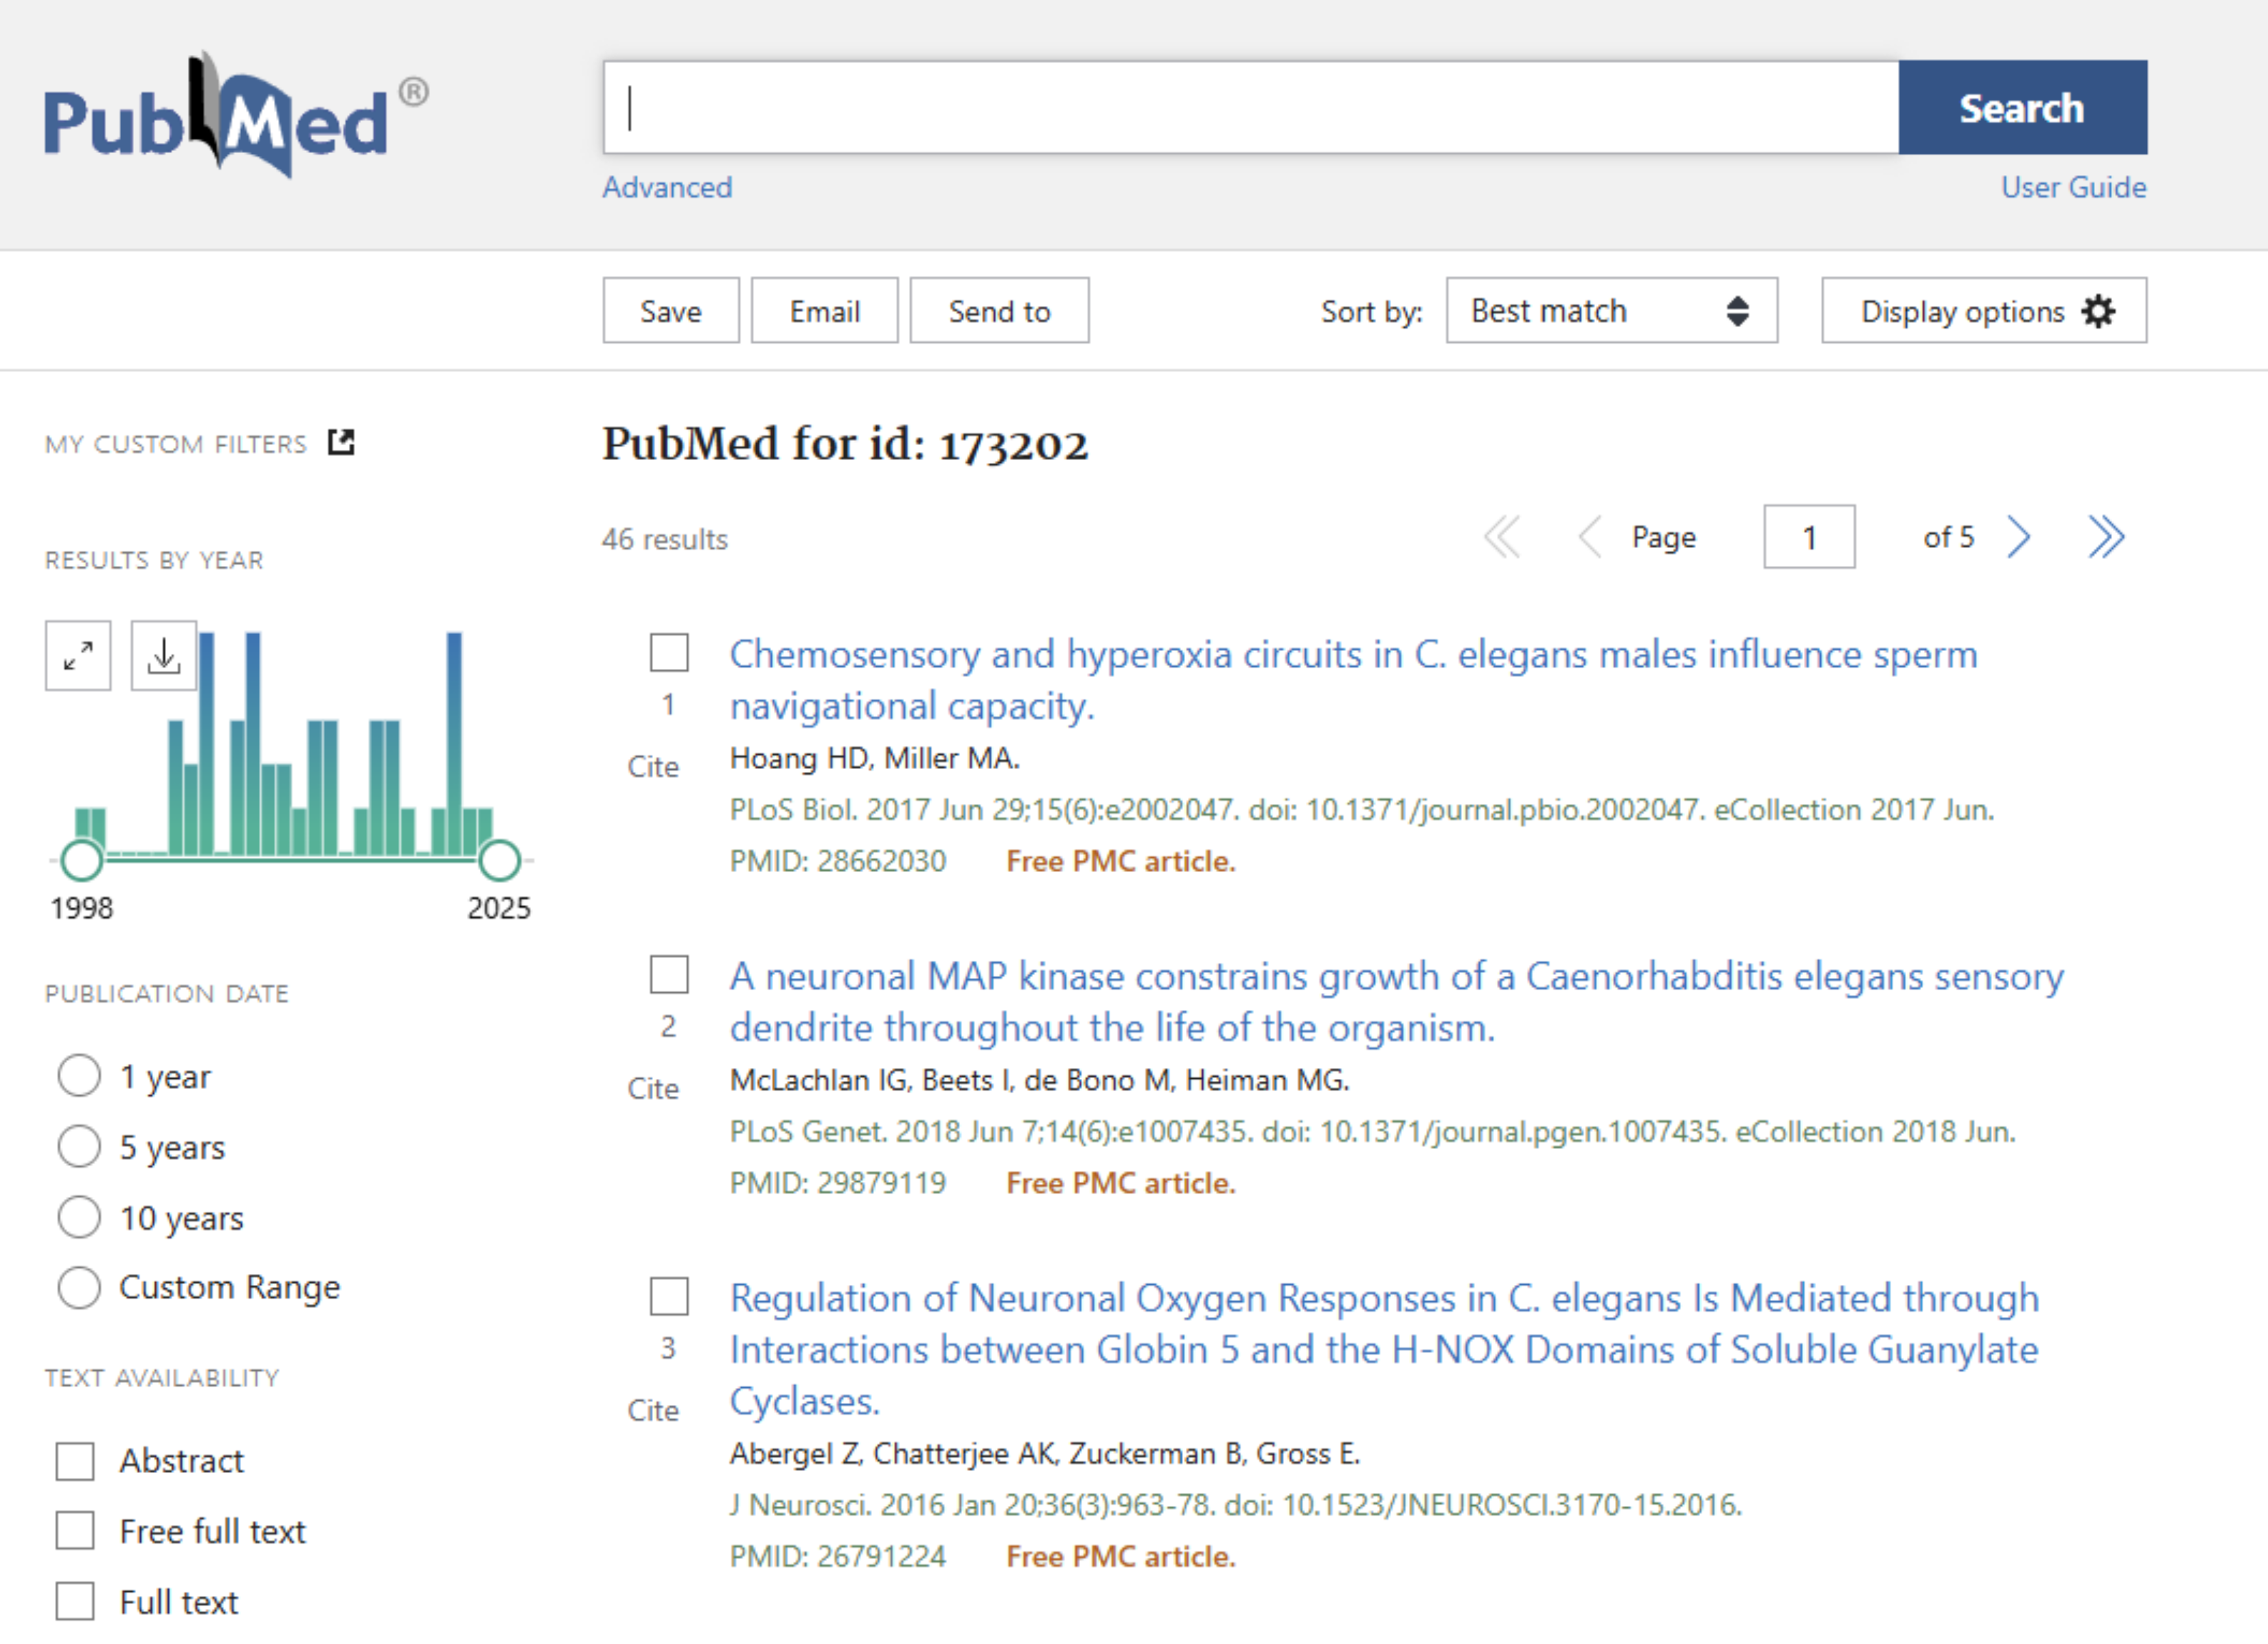 PubMed®
Search
Advanced
User Guide
Save
Email
Send to
Sort by:
Best match
Display options
MY CUSTOM FILTERS
RESULTS BY YEAR
1998
2025
PUBLICATION DATE
1 year
5 years
10 years
Custom Range
TEXT AVAILABILITY
Abstract
Free full text
Full text
PubMed for id: 173202
46 results
Page
1
of 5
1
Cite
Chemosensory and hyperoxia circuits in C. elegans males influence sperm
navigational capacity.
Hoang HD, Miller MA.
PLoS Biol. 2017 Jun 29;15(6):e2002047. doi: 10.1371/journal.pbio.2002047. eCollection 2017 Jun.
PMID: 28662030 Free PMC article.
2
Cite
A neuronal MAP kinase constrains growth of a Caenorhabditis elegans sensory
dendrite throughout the life of the organism.
McLachlan IG, Beets I, de Bono M, Heiman MG.
PLoS Genet. 2018 Jun 7;14(6):e1007435. doi: 10.1371/journal.pgen.1007435. eCollection 2018 Jun.
PMID: 29879119 Free PMC article.
3
Cite
Regulation of Neuronal Oxygen Responses in C. elegans Is Mediated through
Interactions between Globin 5 and the H-NOX Domains of Soluble Guanylate
Cyclases.
Abergel Z, Chatterjee AK, Zuckerman B, Gross E.
J Neurosci. 2016 Jan 20;36(3):963-78. doi: 10.1523/JNEUROSCI.3170-15.2016.
PMID: 26791224 Free PMC article.